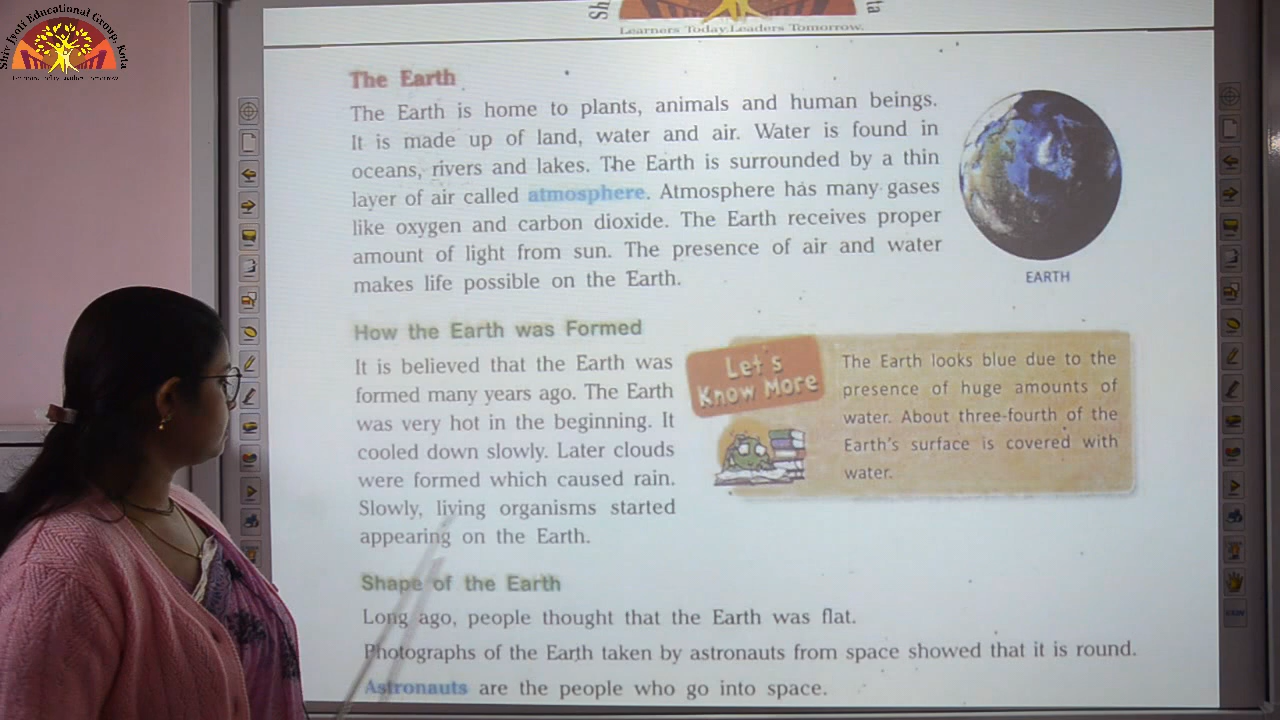 Shiv Jyoti Educational Group, Kota
Learners Today.Leaders Tomorrow.
The Earth
The Earth is home to plants, animals and human beings.
It is made up of land, water and air. Water is found in
oceans, rivers and lakes. The Earth is surrounded by a thin
layer of air called atmosphere. Atmosphere has many gases
like oxygen and carbon dioxide. The Earth receives proper
amount of light from sun. The presence of air and water
makes life possible on the Earth.
EARTH
How the Earth was Formed
It is believed that the Earth was
formed many years ago. The Earth
was very hot in the beginning. It
cooled down slowly. Later clouds
were formed which caused rain.
Slowly, living organisms started
appearing on the Earth.
Let's
Know More
The Earth looks blue due to the
presence of huge amounts of
water. About three-fourth of the
Earth's surface is covered with
water.
Shape of the Earth
Long ago, people thought that the Earth was flat.
Photographs of the Earth taken by astronauts from space showed that it is round.
Astronauts are the people who go into space.